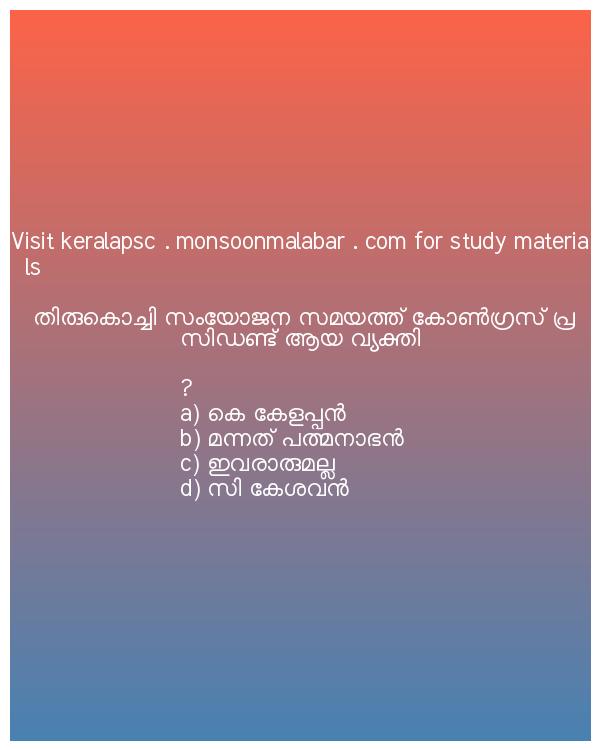 Visit keralapsc . monsoonmalabar . com for study materia
ls
തിരുകൊച്ചി സംയോജന സമയത്ത് കോൺഗ്രസ് പ്ര
സിഡണ്ട് ആയ വ്യക്തി
?
a) കെ കേളപ്പൻ
b) മന്നത് പത്മനാഭൻ
c) ഇവരാരുമല്ല
d) സി കേശവൻ